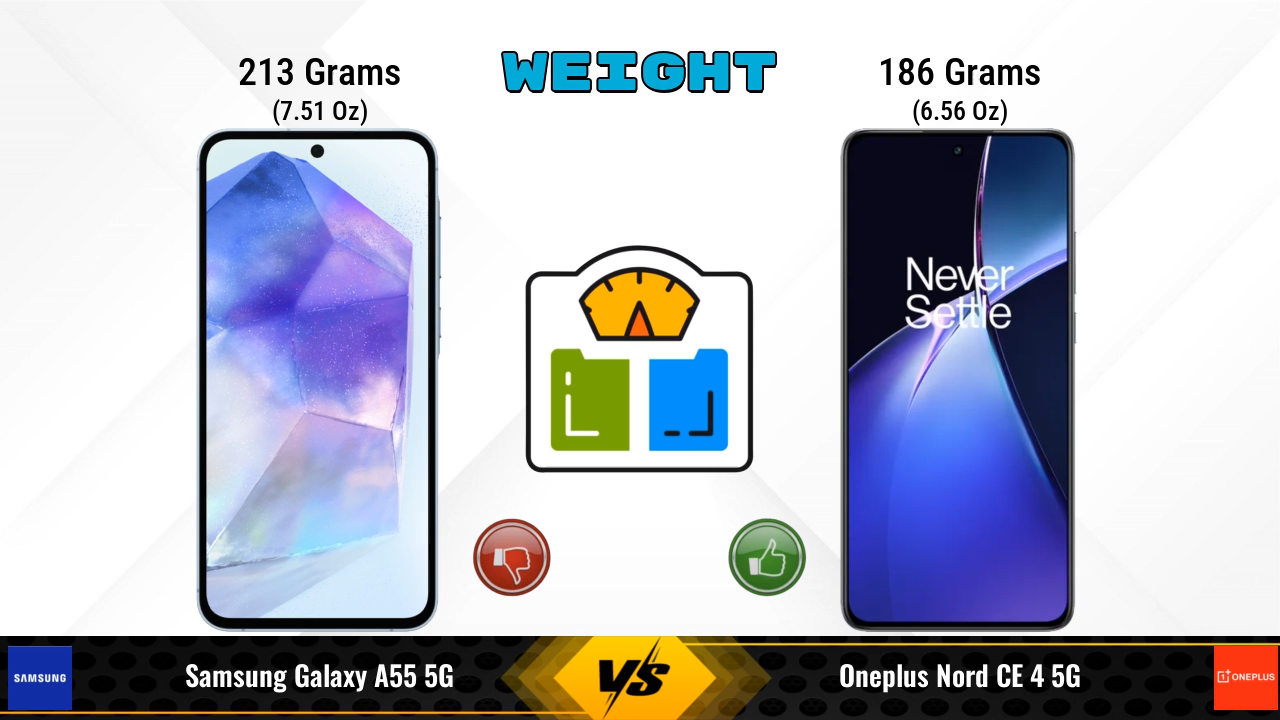 WEIGHT
213 Grams
(7.51 Oz)
186 Grams
(6.56 Oz)
Never
Settle
SAMSUNG
Samsung Galaxy A55 5G
VS
Oneplus Nord CE 4 5G
1+ ONEPLUS